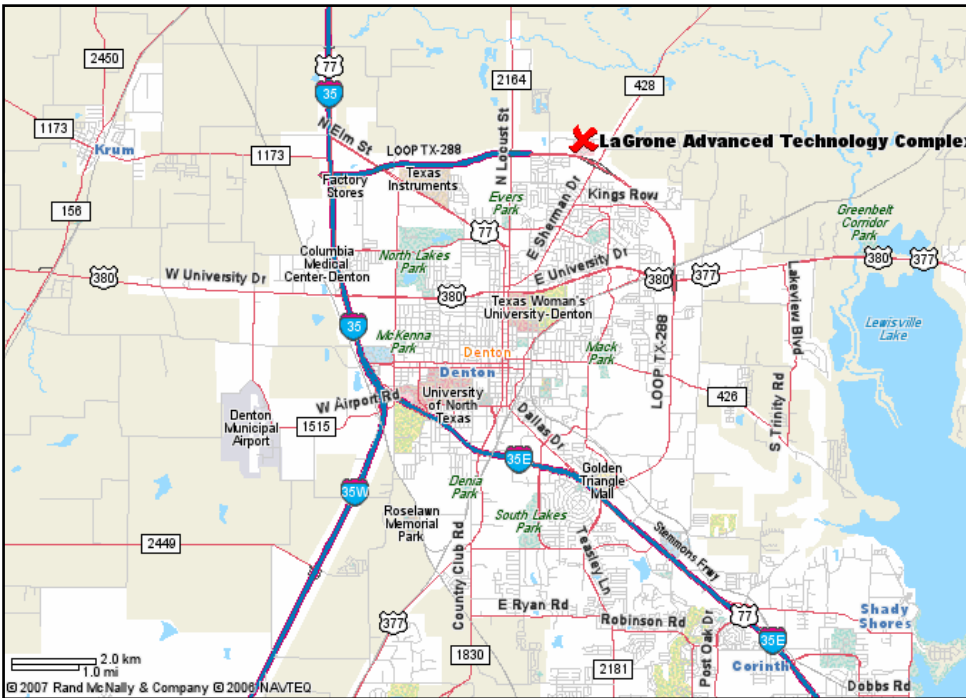 2450
77
35
2164
428
N Elm St
N Locust St
1173
Krum
1173
LOOP TX-288
LaGrone Advanced Technology Complex
Factory
Stores
Texas
Instruments
Evers
Park
E Sherman Dr
Kings Row
156
77
Greenbelt
Corridor
Park
Columbia
Medical
Center-Denton
North Lakes
Park
E University Dr
380
377
380
377
380
W University Dr
380
Texas Woman's
University-Denton
Lakeview Blvd
Lewisville
Lake
35
McKenna
Park
Denton
Denton
Mack
Park
LOOP TX-288
426
S Trinity Rd
W Airport Rd
University
of North
Texas
Denton
Municipal
Airport
1515
Dallas Dr
35E
Golden
Triangle
Mall
35W
Denia
Park
Roselawn
Memorial
Park
South Lakes
Park
Stemmons Frwy
2449
Country Club Rd
Teasley Ln
377
E Ryan Rd
Robinson Rd
Post Oak Dr
77
35E
Shady
Shores
1830
2181
Corinth
Dobbs Rd
2.0 km
1.0 mi
© 2007 Rand McNally & Company © 2006 NAVTEQ